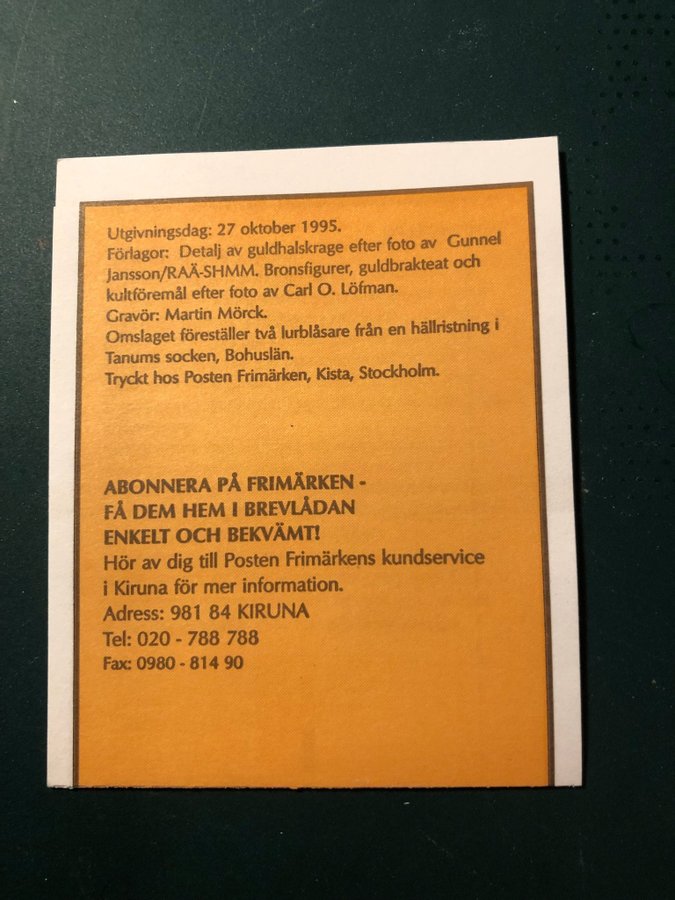 Utgivningsdag: 27 oktober 1995.
Förlagor: Detalj av guldhalskrage efter foto av Gunnel
Jansson/RAÄ-SHMM. Bronsfigurer, guldbrakteat och
kultföremål efter foto av Carl O. Löfman.
Gravör: Martin Mörck.
Omslaget föreställer två lurblåsare från en hällristning i
Tanums socken, Bohuslän.
Tryckt hos Posten Frimärken, Kista, Stockholm.
ABONNERA PÅ FRIMÄRKEN -
FÅ DEM HEM I BREVLÅDAN
ENKELT OCH BEKVÄMT!
Hör av dig till Posten Frimärkens kundservice
i Kiruna för mer information.
Adress: 981 84 KIRUNA
Tel: 020 - 788 788
Fax: 0980 - 814 90